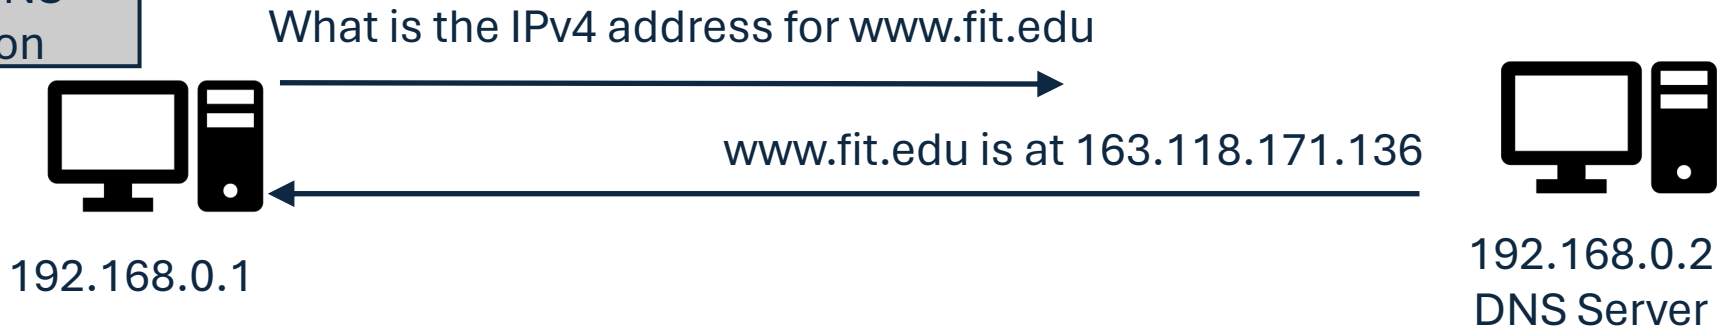 on
What is the IPv4 address for www.fit.edu
www.fit.edu is at 163.118.171.136
192.168.0.1
192.168.0.2
DNS Server